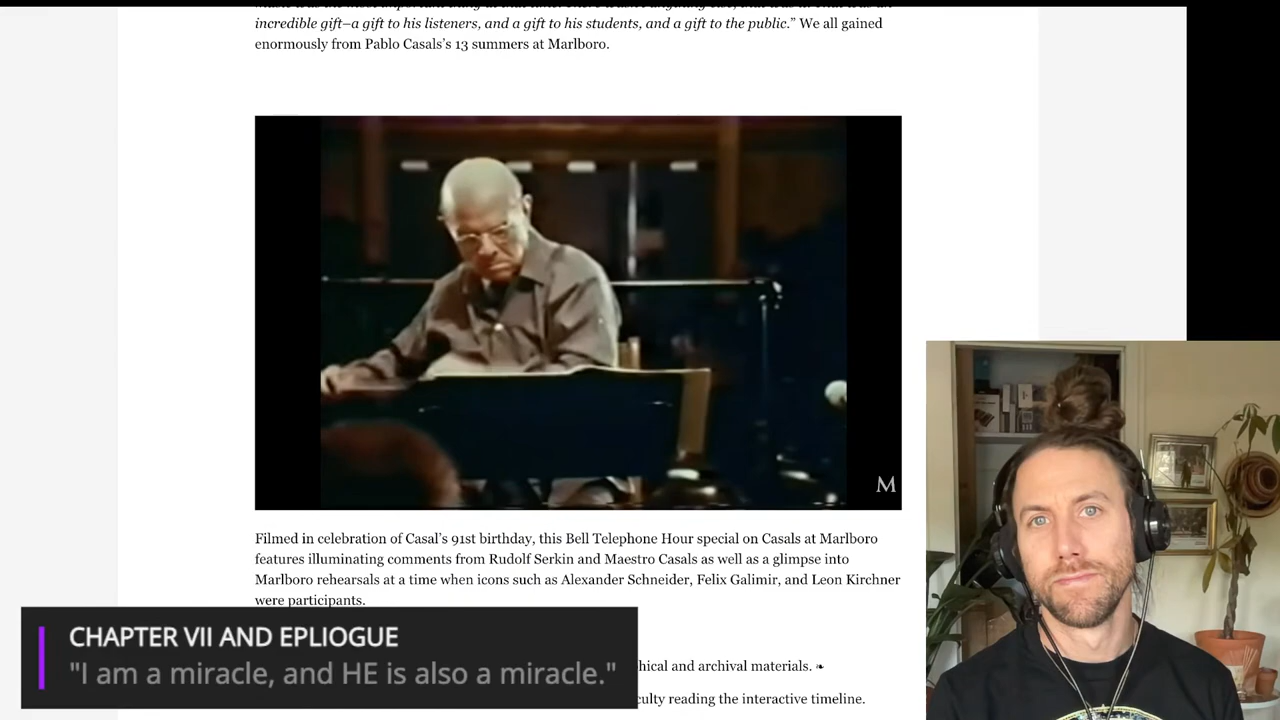 incredible gift–a gift to his listeners, and a gift to his students, and a gift to the public.” We all gained
enormously from Pablo Casals’s 13 summers at Marlboro.
M
Filmed in celebration of Casal’s 91st birthday, this Bell Telephone Hour special on Casals at Marlboro
features illuminating comments from Rudolf Serkin and Maestro Casals as well as a glimpse into
Marlboro rehearsals at a time when icons such as Alexander Schneider, Felix Galimir, and Leon Kirchner
were participants.
CHAPTER VII AND EPLIOGUE
"I am a miracle, and HE is also a miracle."
hical and archival materials. ❧
culty reading the interactive timeline.